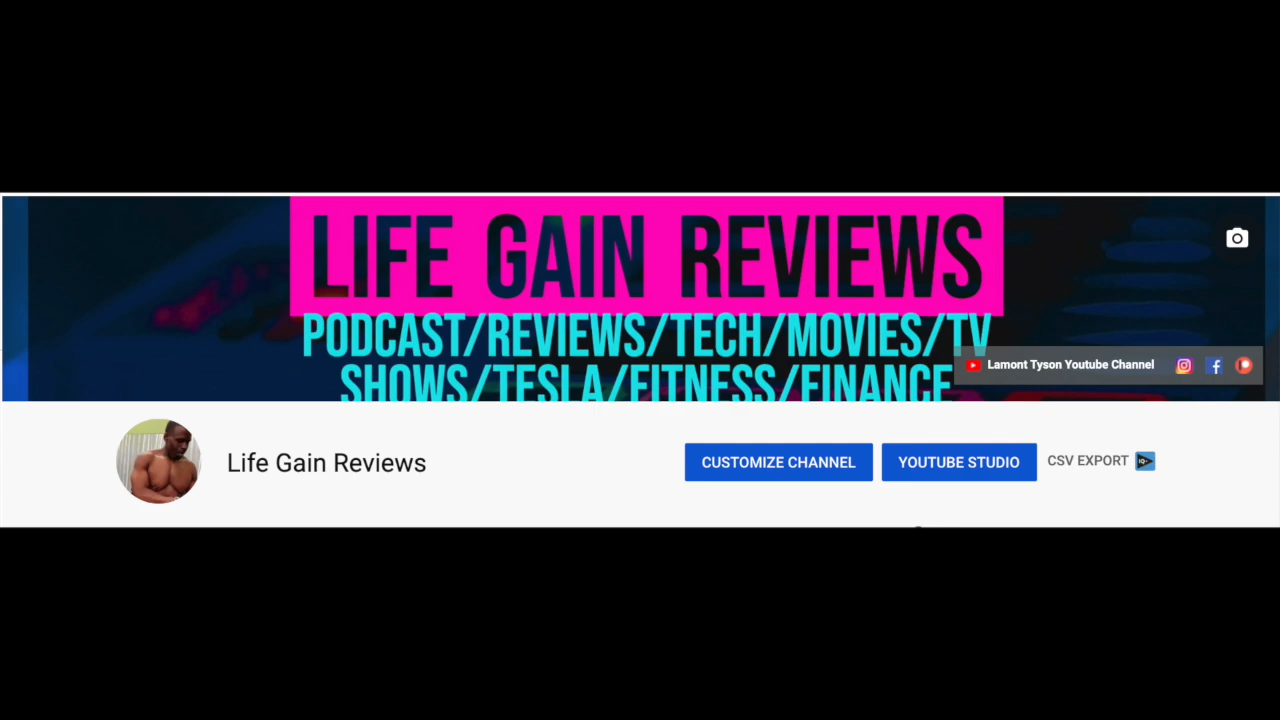 LIFE GAIN REVIEWS
PODCAST/REVIEWS/TECH/MOVIES/TV
SHOWS/TESLA/FITNESS/FINANCE
Lamont Tyson Youtube Channel
Life Gain Reviews
CUSTOMIZE CHANNEL
YOUTUBE STUDIO
CSV EXPORT
IQ+